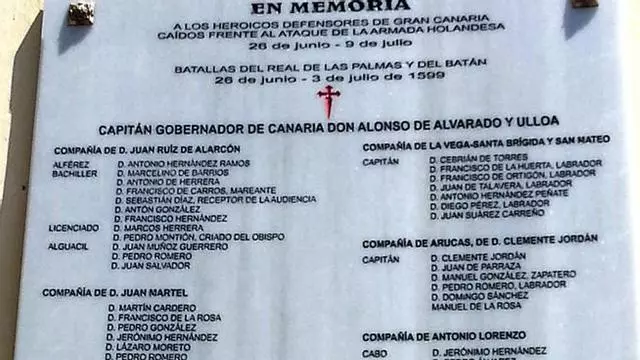 EN MEMORIA
A LOS HEROICOS DEFENSORES DE GRAN CANARIA
CAÍDOS FRENTE AL ATAQUE DE LA ARMADA HOLANDESA
26 de junio - 9 de julio
BATALLAS DEL REAL DE LAS PALMAS Y DEL BATÁN
26 de junio - 3 de julio de 1599
CAPITÁN GOBERNADOR DE CANARIA DON ALONSO DE ALVARADO Y ULLOA
COMPAÑÍA DE D. JUAN RUÍZ DE ALARCÓN
ALFÉREZ D. ANTONIO HERNÁNDEZ RAMOS
BACHILLER D. MARCELINO DE BARRIOS
D. ANTONIO DE HERRERA
D. FRANCISCO DE CARROS, MAREANTE
D. SEBASTIÁN DÍAZ, RECEPTOR DE LA AUDIENCIA
D. ANTÓN GONZÁLEZ
D. FRANCISCO HERNÁNDEZ
LICENCIADO D. MARCOS HERRERA
D. PEDRO MONTIÓN, CRIADO DEL OBISPO
ALGUACIL D. JUAN MUÑOZ GUERRERO
D. PEDRO ROMERO
D. JUAN SALVADOR
COMPAÑÍA DE D. JUAN MARTEL
D. MARTÍN CARDERO
D. FRANCISCO DE LA ROSA
D. PEDRO GONZÁLEZ
D. JERÓNIMO HERNÁNDEZ
D. LÁZARO MORETO
D. PEDRO ROMERO
COMPAÑÍA DE LA VEGA-SANTA BRÍGIDA Y SAN MATEO
CAPITÁN D. CEBRIÁN DE TORRES
D. FRANCISCO DE LA HUERTA, LABRADOR
D. FRANCISCO DE ORTIGÓN, LABRADOR
D. JUAN DE TALAVERA, LABRADOR
D. ANTONIO HERNÁNDEZ PEÑATE
D. DIEGO PÉREZ, LABRADOR
D. JUAN SUÁREZ CARREÑO
COMPAÑÍA DE ARUCAS, DE D. CLEMENTE JORDÁN
CAPITÁN D. CLEMENTE JORDÁN
D. JUAN DE PARRAZA
D. MANUEL GONZÁLEZ, ZAPATERO
D. PEDRO ROMERO, LABRADOR
D. DOMINGO SÁNCHEZ
MANUEL DE LA ROSA
COMPAÑÍA DE ANTONIO LORENZO
CABO D. JERÓNIMO HERNÁNDEZ